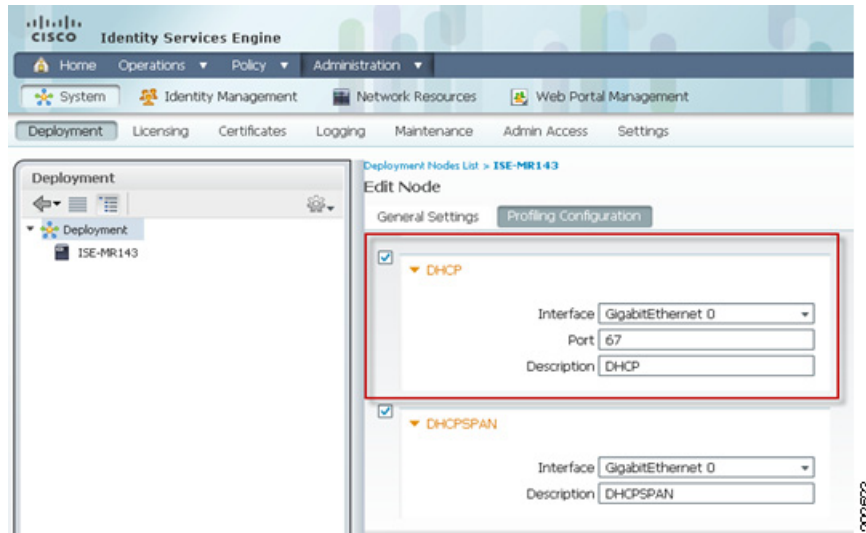 CISCO Identity Services Engine
Home Operations Policy Administration
System Identity Management Network Resources Web Portal Management
Deployment Licensing Certificates Logging Maintenance Admin Access Settings
Deployment
Deployment
ISE-MR143
Deployment Nodes List > ISE-MR143
Edit Node
General Settings Profiling Configuration
DHCP
Interface GigabitEthernet 0
Port 67
Description DHCP
DHCPSPAN
Interface GigabitEthernet 0
Description DHCPSPAN